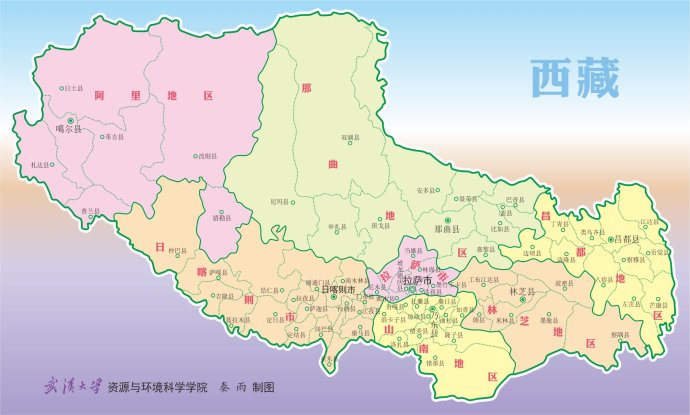 西藏
阿里地区
日土县
噶尔县
革吉县
改则县
札达县
普兰县
措勤县
那曲地区
双湖县
尼玛县
申扎县
班戈县
安多县
聂荣县
巴青县
索县
比如县
那曲县
嘉黎县
昌都地区
丁青县
类乌齐县
江达县
昌都县
贡觉县
边坝县
洛隆县
察雅县
八宿县
左贡县
芒康县
拉萨市
当雄县
林周县
尼木县
拉萨市
日喀则市
仲巴县
萨嘎县
吉隆县
聂拉木县
昂仁县
定日县
拉孜县
谢通门县
南木林县
日喀则市
萨迦县
白朗县
仁布县
江孜县
定结县
岗巴县
康马县
亚东县
山南地区
浪卡子县
洛扎县
措美县
错那县
隆子县
曲松县
加查县
桑日县
扎囊县
琼结县
林芝地区
工布江达县
林芝县
波密县
朗县
米林县
墨脱县
察隅县
武汉大学 资源与环境科学学院 秦 雨 制图